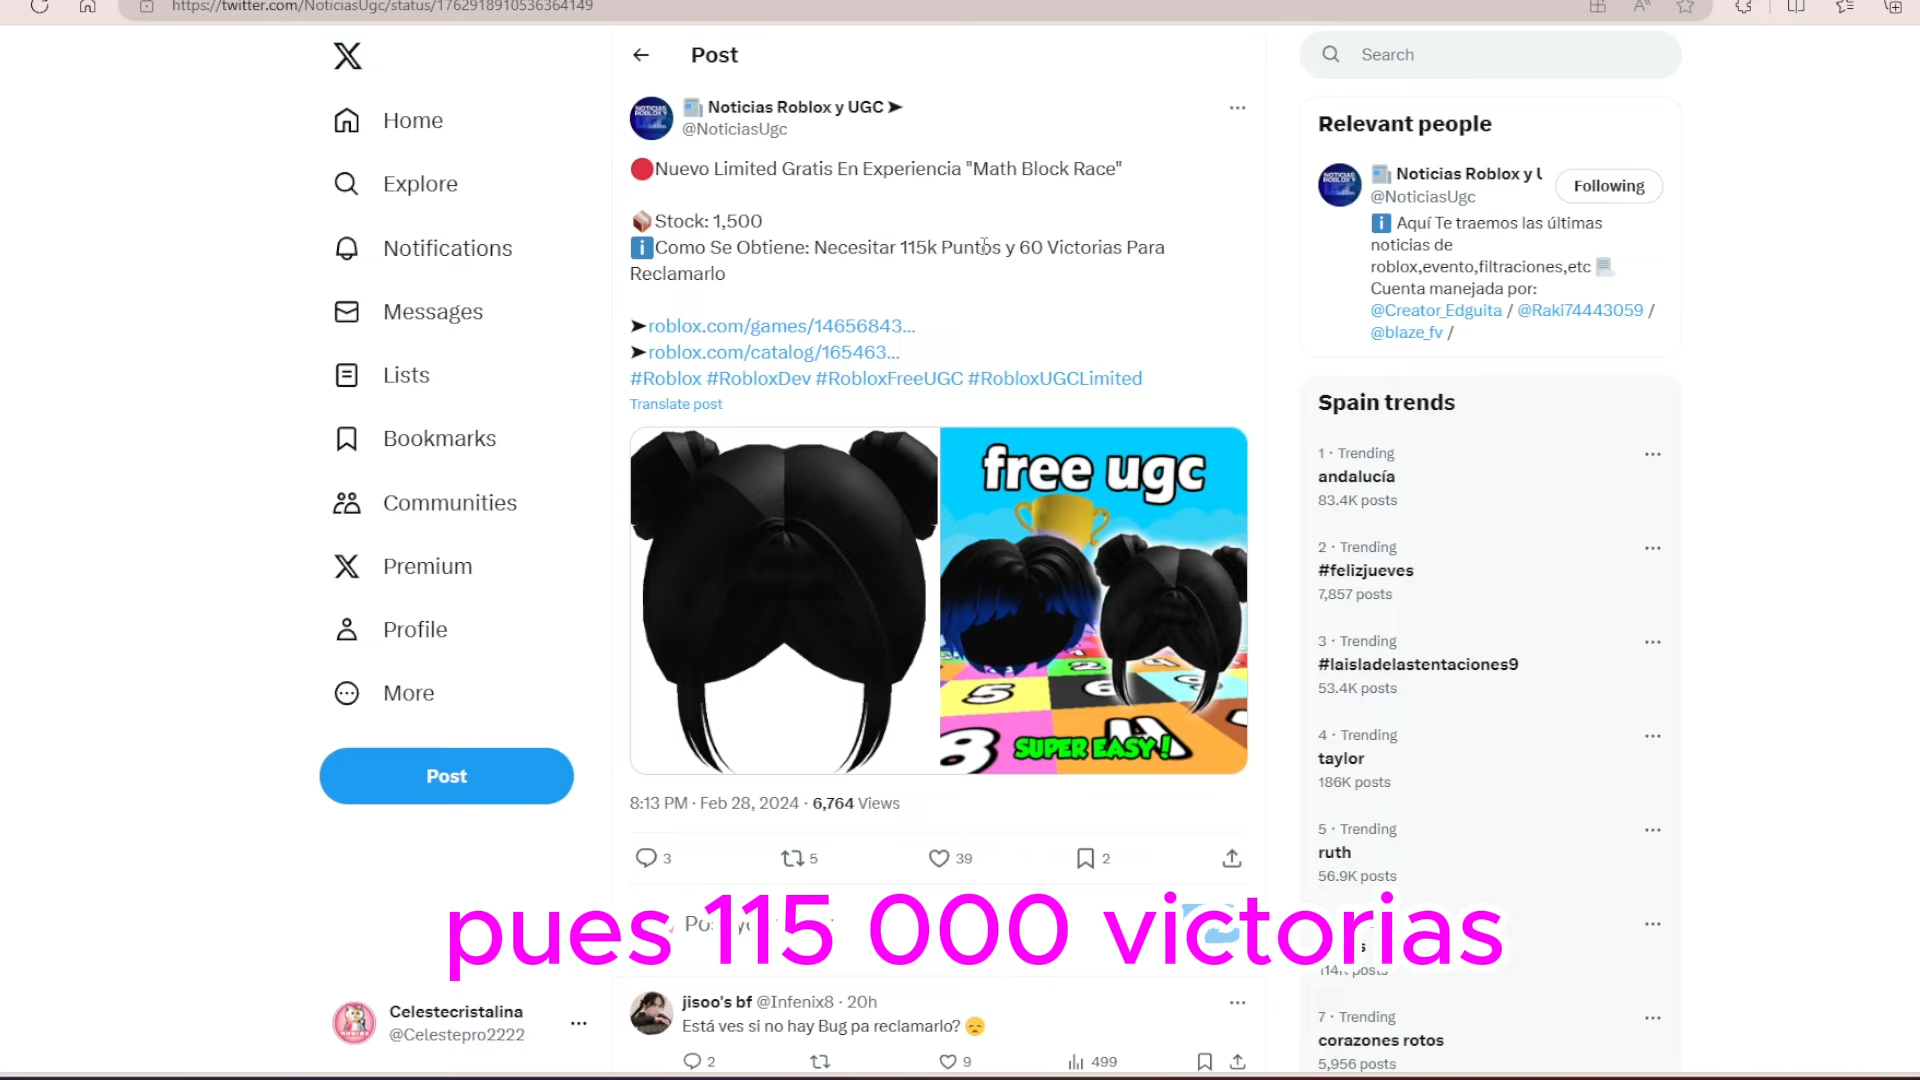 https://twitter.com/NoticiasUgc/status/1762918910536364149
Home
Explore
Notifications
Messages
Lists
Bookmarks
Communities
Premium
Profile
More
Post
Celestecristalina
@Celestepro2222
Post
Noticias Roblox y UGC ➤
@NoticiasUgc
Nuevo Limited Gratis En Experiencia "Math Block Race"
Stock: 1,500
Como Se Obtiene: Necesitar 115k Puntos y 60 Victorias Para
Reclamarlo
➤roblox.com/games/14656843...
➤roblox.com/catalog/165463...
#Roblox #RobloxDev #RobloxFreeUGC #RobloxUGCLimited
Translate post
free ugc
5
6
2
8
4
SUPER EASY!
8:13 PM · Feb 28, 2024 · 6,764 Views
3
5
39
2
pues 115 000 victorias
jisoo's bf @Infenix8 · 20h
Está ves si no hay Bug pa reclamarlo?
2
9
499
Search
Relevant people
Noticias Roblox y
@NoticiasUgc
Following
Aquí Te traemos las últimas
noticias de
roblox,evento,filtraciones,etc
Cuenta manejada por:
@Creator_Edguita / @Raki74443059 /
@blaze_fv /
Spain trends
1 · Trending
andalucía
83.4K posts
2 · Trending
#felizjueves
7,857 posts
3 · Trending
#laisladelastentaciones9
53.4K posts
4 · Trending
taylor
186K posts
5 · Trending
ruth
56.9K posts
114K posts
7 · Trending
corazones rotos
5,956 posts